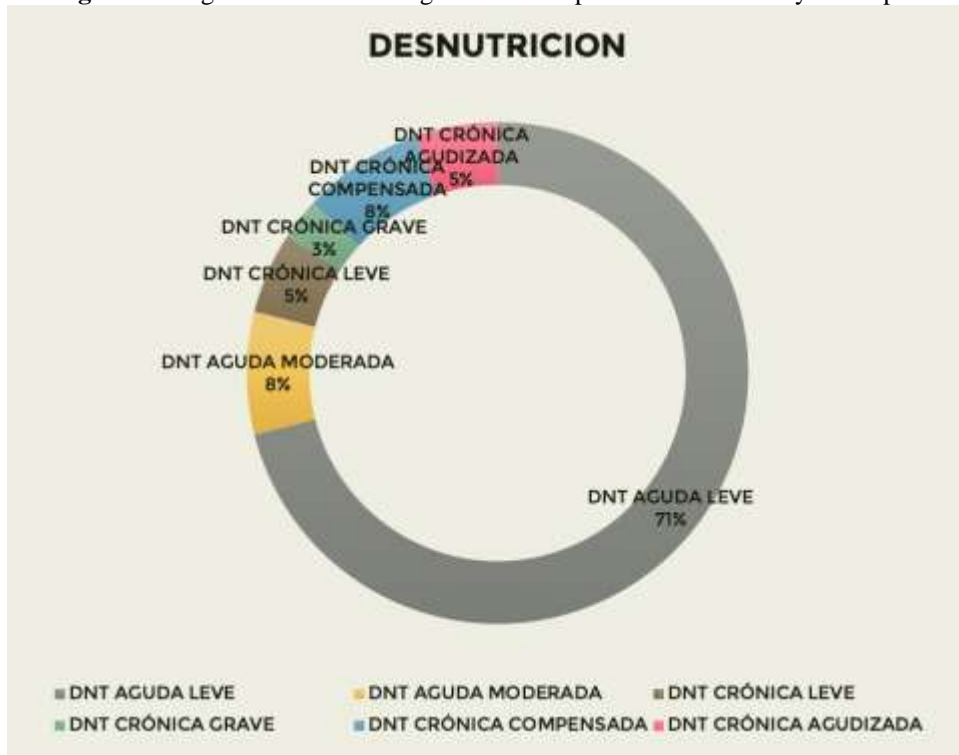 DESNUTRICION
DNT CRÓNICA
AGUDIZADA
5%
DNT CRÓNICA
COMPENSADA
8%
DNT CRÓNICA GRAVE
3%
DNT CRÓNICA LEVE
5%
DNT AGUDA MODERADA
8%
DNT AGUDA LEVE
71%
DNT AGUDA LEVE DNT AGUDA MODERADA DNT CRÓNICA LEVE
DNT CRÓNICA GRAVE DNT CRÓNICA COMPENSADA DNT CRÓNICA AGUDIZADA